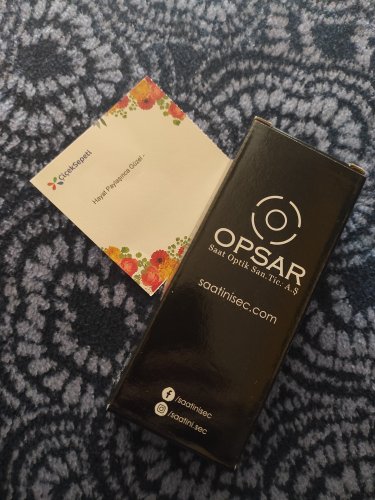 ÇiçekSepeti
Hayat Paylaşınca Güzel -
OPSAR
Saat Optik San.Tic. A.Ş
saatinisec.com
/saatinisec
/saatini.sec